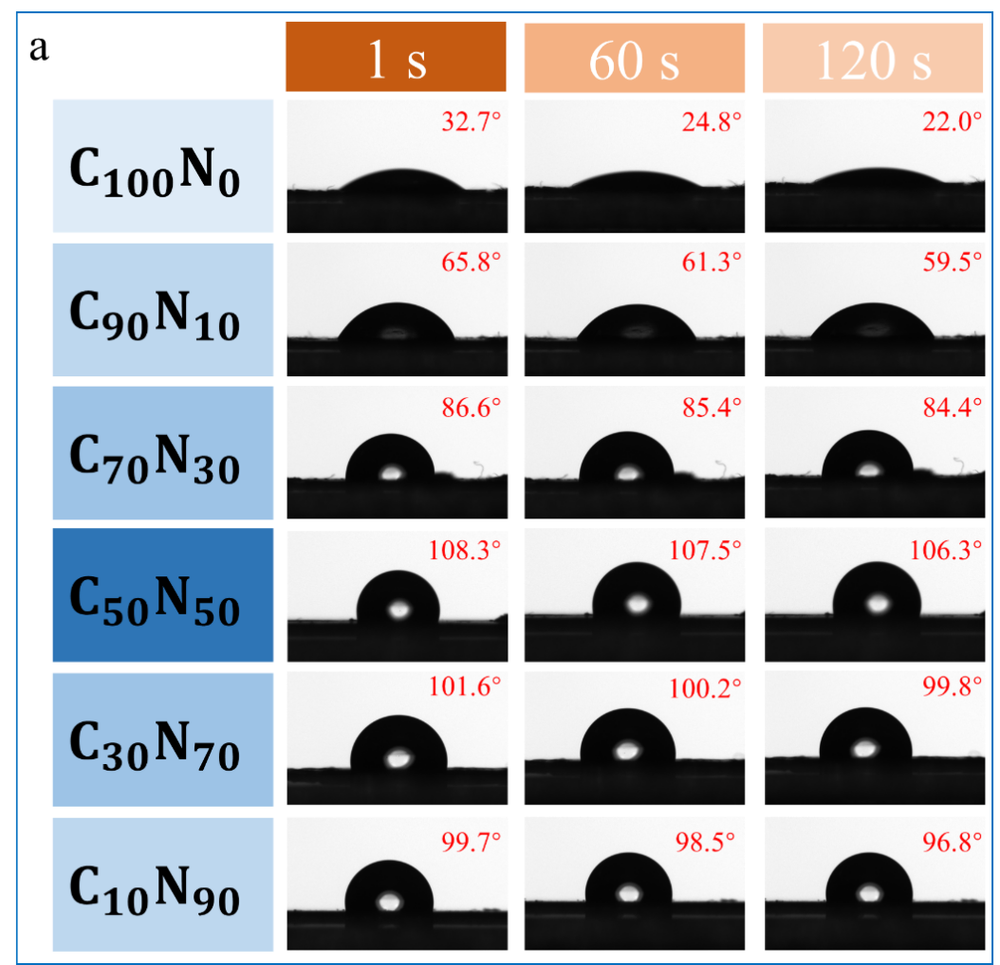 a
1 s 60 s 120 s
C₁₀₀N₀ 32.7° 24.8° 22.0°
C₉₀N₁₀ 65.8° 61.3° 59.5°
C₇₀N₃₀ 86.6° 85.4° 84.4°
C₅₀N₅₀ 108.3° 107.5° 106.3°
C₃₀N₇₀ 101.6° 100.2° 99.8°
C₁₀N₉₀ 99.7° 98.5° 96.8°